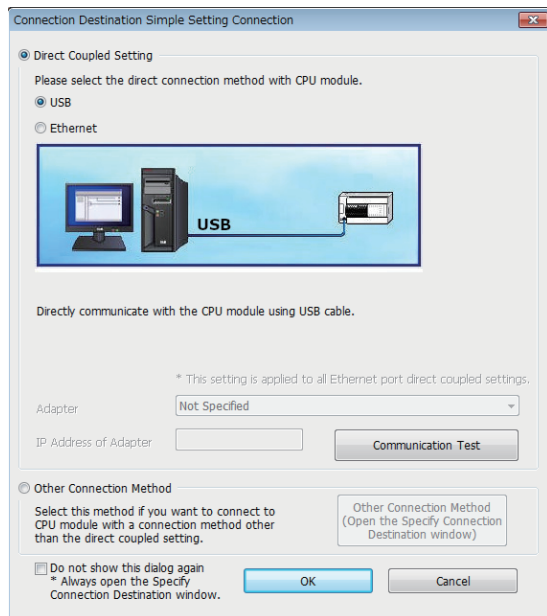 Connection Destination Simple Setting Connection
Direct Coupled Setting
Please select the direct connection method with CPU module.
USB
Ethernet
USB
Directly communicate with the CPU module using USB cable.
* This setting is applied to all Ethernet port direct coupled settings.
Adapter
Not Specified
IP Address of Adapter
Communication Test
Other Connection Method
Select this method if you want to connect to
CPU module with a connection method other
than the direct coupled setting.
Other Connection Method
(Open the Specify Connection
Destination window)
Do not show this dialog again
* Always open the Specify
Connection Destination window.
OK
Cancel